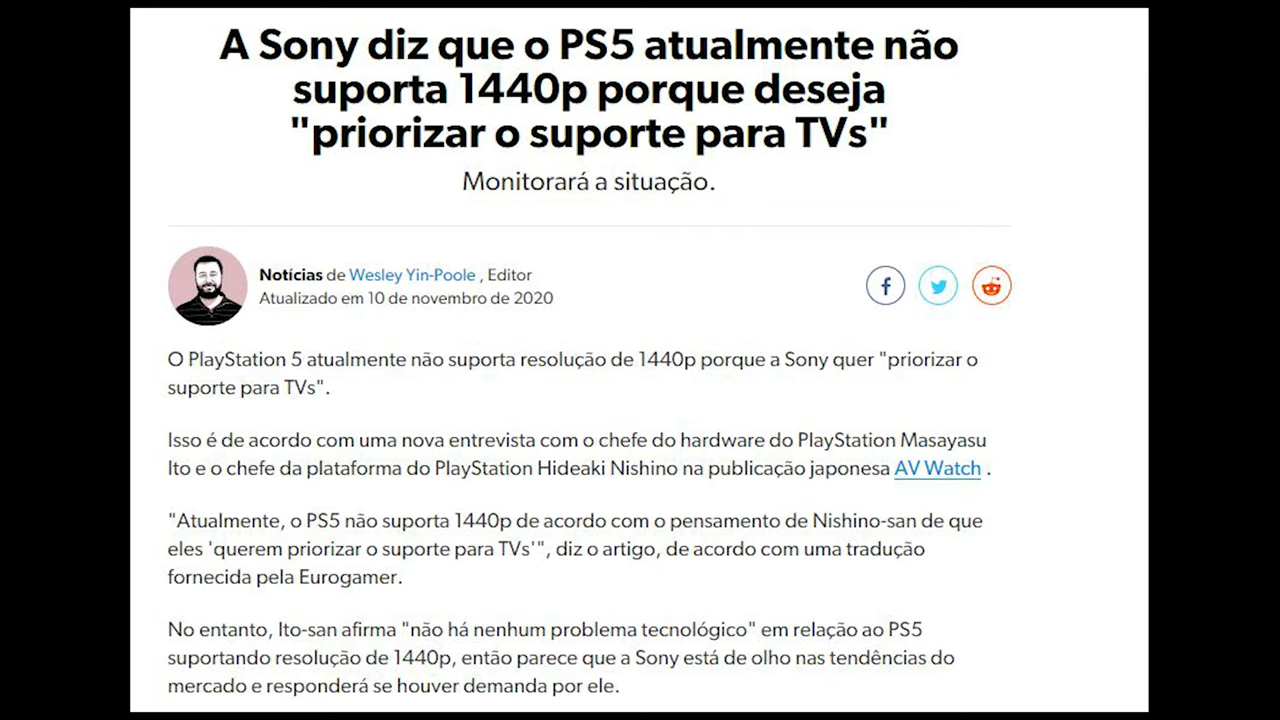 A Sony diz que o PS5 atualmente não
suporta 1440p porque deseja
"priorizar o suporte para TVs"
Monitorará a situação.
Notícias de Wesley Yin-Poole , Editor
Atualizado em 10 de novembro de 2020
O PlayStation 5 atualmente não suporta resolução de 1440p porque a Sony quer "priorizar o
suporte para TVs".
Isso é de acordo com uma nova entrevista com o chefe do hardware do PlayStation Masayasu
Ito e o chefe da plataforma do PlayStation Hideaki Nishino na publicação japonesa AV Watch .
"Atualmente, o PS5 não suporta 1440p de acordo com o pensamento de Nishino-san de que
eles 'querem priorizar o suporte para TVs'", diz o artigo, de acordo com uma tradução
fornecida pela Eurogamer.
No entanto, Ito-san afirma "não há nenhum problema tecnológico" em relação ao PS5
suportando resolução de 1440p, então parece que a Sony está de olho nas tendências do
mercado e responderá se houver demanda por ele.